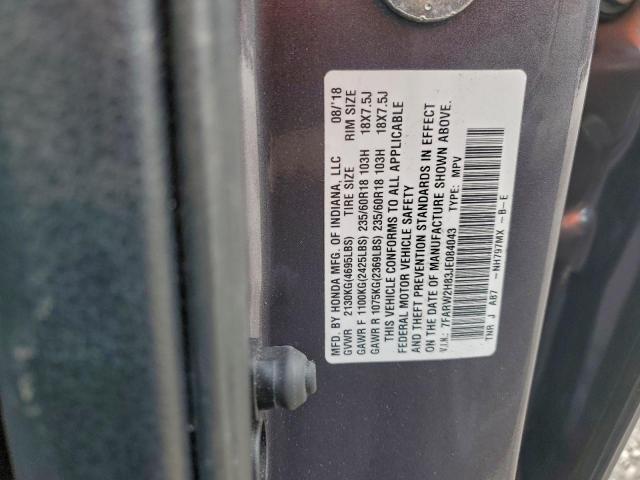 MFD. BY HONDA MFG. OF INDIANA, LLC 08/'18
GVWR 2130KG(4695LBS) TIRE SIZE RIM SIZE
GAWR F 1100KG(2425LBS) 235/60R18 103H 18X7.5J
GAWR R 1075KG(2369LBS) 235/60R18 103H 18X7.5J
THIS VEHICLE CONFORMS TO ALL APPLICABLE
FEDERAL MOTOR VEHICLE SAFETY
AND THEFT PREVENTION STANDARDS IN EFFECT
ON THE DATE OF MANUFACTURE SHOWN ABOVE.
V.I.N.: 7FARW2H83JE084043 TYPE: MPV
TNR J A87 -NH797MX -B-E